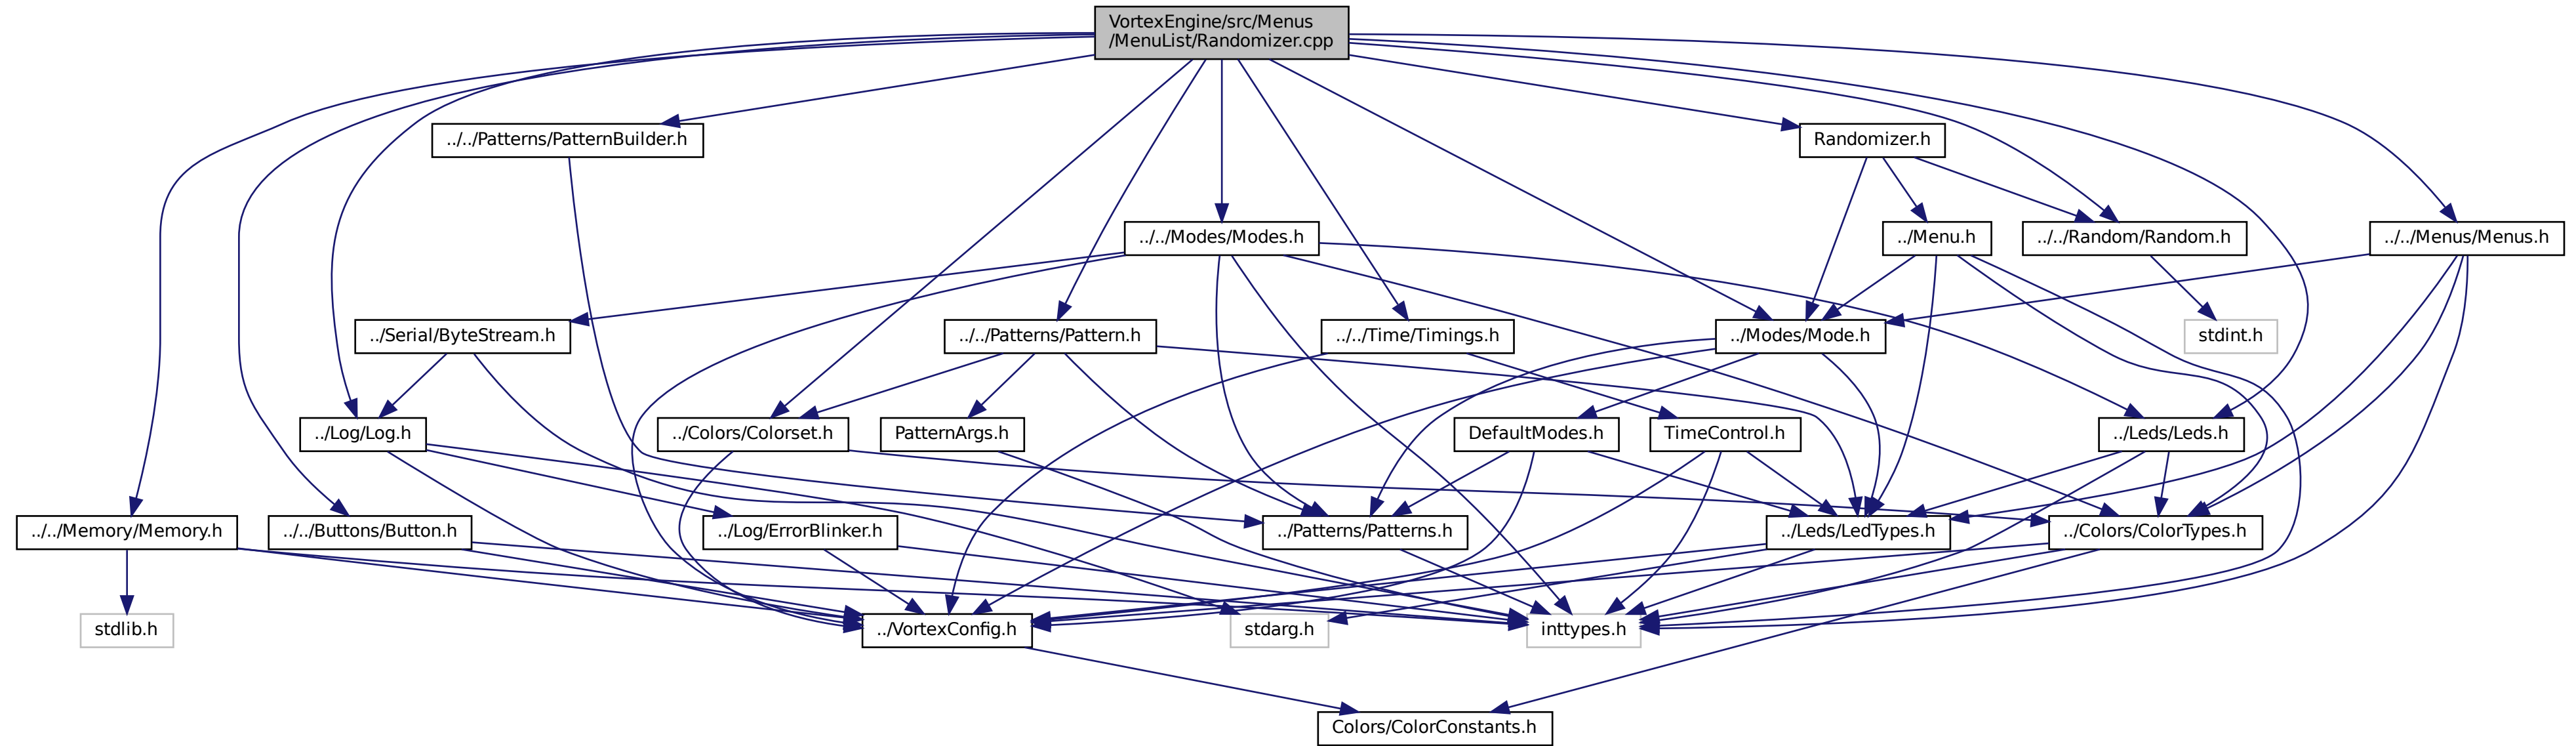 VortexEngine/src/Menus
/MenuList/Randomizer.cpp
../../Patterns/PatternBuilder.h
Randomizer.h
../../Modes/Modes.h
../Menu.h
../../Random/Random.h
../../Menus/Menus.h
../Serial/ByteStream.h
../../Patterns/Pattern.h
../../Time/Timings.h
../Modes/Mode.h
stdint.h
../Log/Log.h
../Colors/Colorset.h
PatternArgs.h
DefaultModes.h
TimeControl.h
../Leds/Leds.h
../../Memory/Memory.h
../../Buttons/Button.h
../Log/ErrorBlinker.h
../Patterns/Patterns.h
../Leds/LedTypes.h
../Colors/ColorTypes.h
stdlib.h
../VortexConfig.h
stdarg.h
inttypes.h
Colors/ColorConstants.h